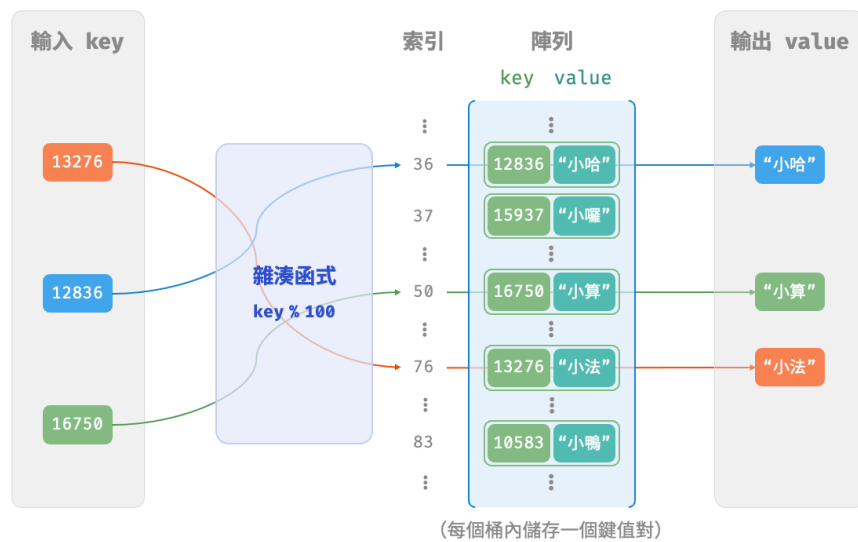 輸入 key
索引
陣列
輸出 value
key value
13276
12836
16750
雜湊函式
key % 100
36
37
50
76
83
12836 “小哈”
15937 “小囉”
16750 “小算”
13276 “小法”
10583 “小鴨”
“小哈”
“小算”
“小法”
（每個桶內儲存一個鍵值對）